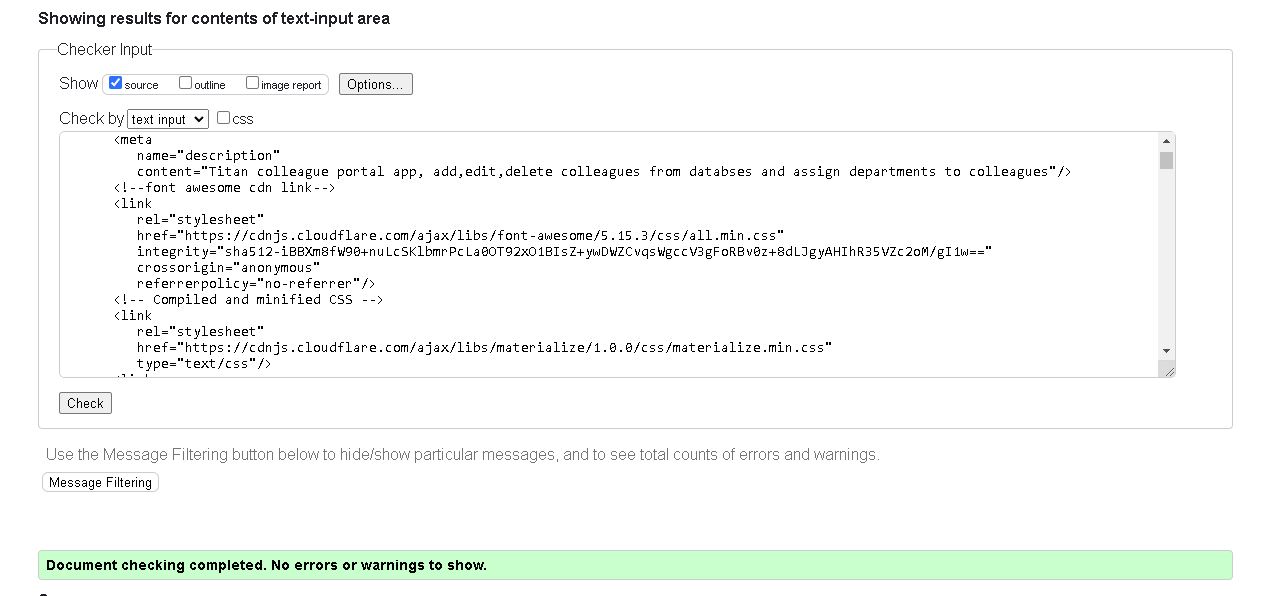 Showing results for contents of text-input area
Checker Input
Show source outline image report Options...
Check by text input css
<meta
name="description"
content="Titan colleague portal app, add,edit,delete colleagues from databses and assign departments to colleagues"/>
<!--font awesome cdn link-->
<link
rel="stylesheet"
href="https://cdnjs.cloudflare.com/ajax/libs/font-awesome/5.15.3/css/all.min.css"
integrity="sha512-iBBXm8fW90+nuLcSKlbmrPcLa0OT92xO1BIsZ+ywDWZCvqsWgccV3gFoRBv0z+8dLJgyAHIhR35VZc2oM/gI1w=="
crossorigin="anonymous"
referrerpolicy="no-referrer"/>
<!-- Compiled and minified CSS -->
<link
rel="stylesheet"
href="https://cdnjs.cloudflare.com/ajax/libs/materialize/1.0.0/css/materialize.min.css"
type="text/css"/>
Check
Use the Message Filtering button below to hide/show particular messages, and to see total counts of errors and warnings.
Message Filtering
Document checking completed. No errors or warnings to show.